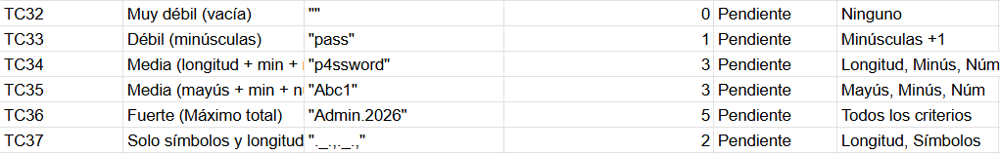 TC32 Muy débil (vacía) "" 0 Pendiente Ninguno
TC33 Débil (minúsculas) "pass" 1 Pendiente Minúsculas +1
TC34 Media (longitud + min + "p4ssword" 3 Pendiente Longitud, Minús, Núm
TC35 Media (mayús + min + n "Abc1" 3 Pendiente Mayús, Minús, Núm
TC36 Fuerte (Máximo total) "Admin.2026" 5 Pendiente Todos los criterios
TC37 Solo símbolos y longitud "._.,._.," 2 Pendiente Longitud, Símbolos